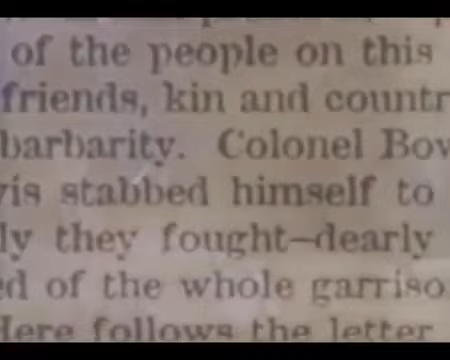 of the people on this
friends, kin and countr
barbarity. Colonel Bow
vis stabbed himself to
ly they fought—dearly
ed of the whole garriso
Here follows the letter